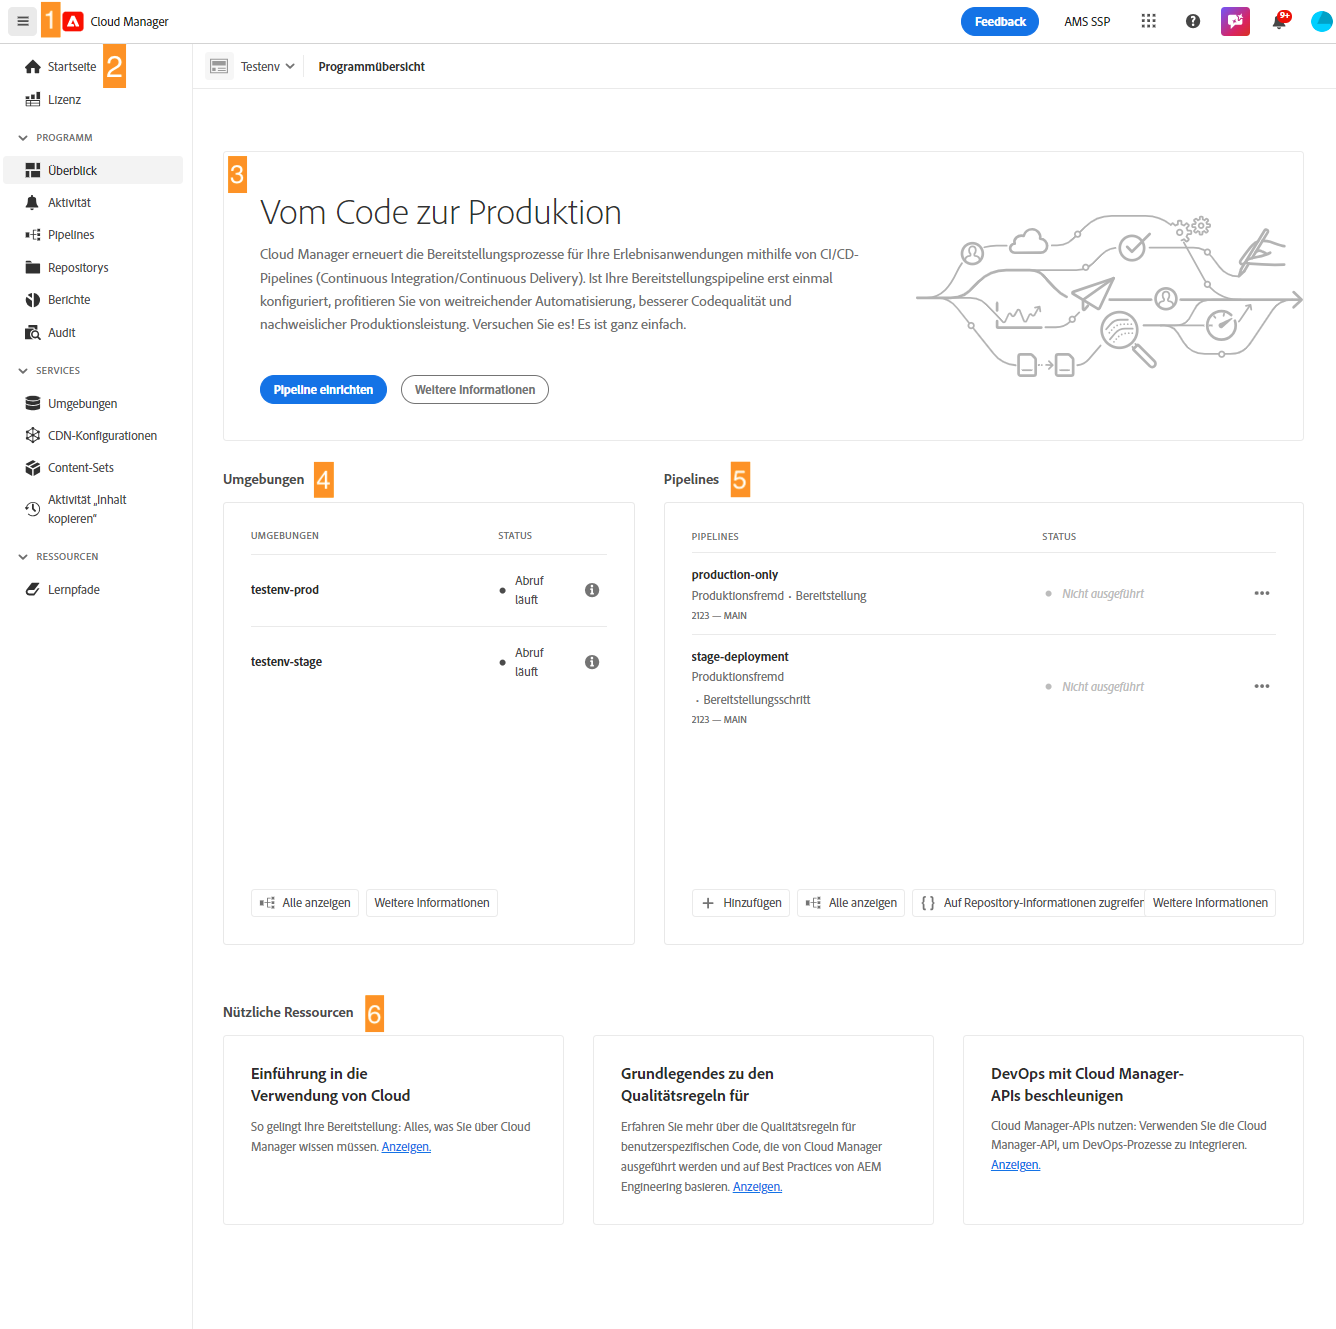 1
Cloud Manager
Feedback
AMS SSP
9+
Startseite
2
Lizenz
PROGRAMM
Überblick
Aktivität
Pipelines
Repositorys
Berichte
Audit
SERVICES
Umgebungen
CDN-Konfigurationen
Content-Sets
Aktivität „Inhalt
kopieren“
RESSOURCEN
Lernpfade
Testenv
Programmübersicht
3
Vom Code zur Produktion
Cloud Manager erneuert die Bereitstellungsprozesse für Ihre Erlebnisanwendungen mithilfe von CI/CD-
Pipelines (Continuous Integration/Continuous Delivery). Ist Ihre Bereitstellungspipeline erst einmal
konfiguriert, profitieren Sie von weitreichender Automatisierung, besserer Codequalität und
nachweislicher Produktionsleistung. Versuchen Sie es! Es ist ganz einfach.
Pipeline einrichten
Weitere Informationen
Umgebungen
4
UMGEBUNGEN
STATUS
testenv-prod
Abruf
läuft
testenv-stage
Abruf
läuft
Alle anzeigen
Weitere Informationen
Pipelines
5
PIPELINES
STATUS
production-only
Produktionsfremd · Bereitstellung
2123 — MAIN
Nicht ausgeführt
stage-deployment
Produktionsfremd
· Bereitstellungsschritt
2123 — MAIN
Nicht ausgeführt
Hinzufügen
Alle anzeigen
Auf Repository-Informationen zugreifen
Weitere Informationen
Nützliche Ressourcen
6
Einführung in die
Verwendung von Cloud
So gelingt Ihre Bereitstellung: Alles, was Sie über Cloud
Manager wissen müssen. Anzeigen.
Grundlegendes zu den
Qualitätsregeln für
Erfahren Sie mehr über die Qualitätsregeln für
benutzerspezifischen Code, die von Cloud Manager
ausgeführt werden und auf Best Practices von AEM
Engineering basieren. Anzeigen.
DevOps mit Cloud Manager-
APIs beschleunigen
Cloud Manager-APIs nutzen: Verwenden Sie die Cloud
Manager-API, um DevOps-Prozesse zu integrieren.
Anzeigen.